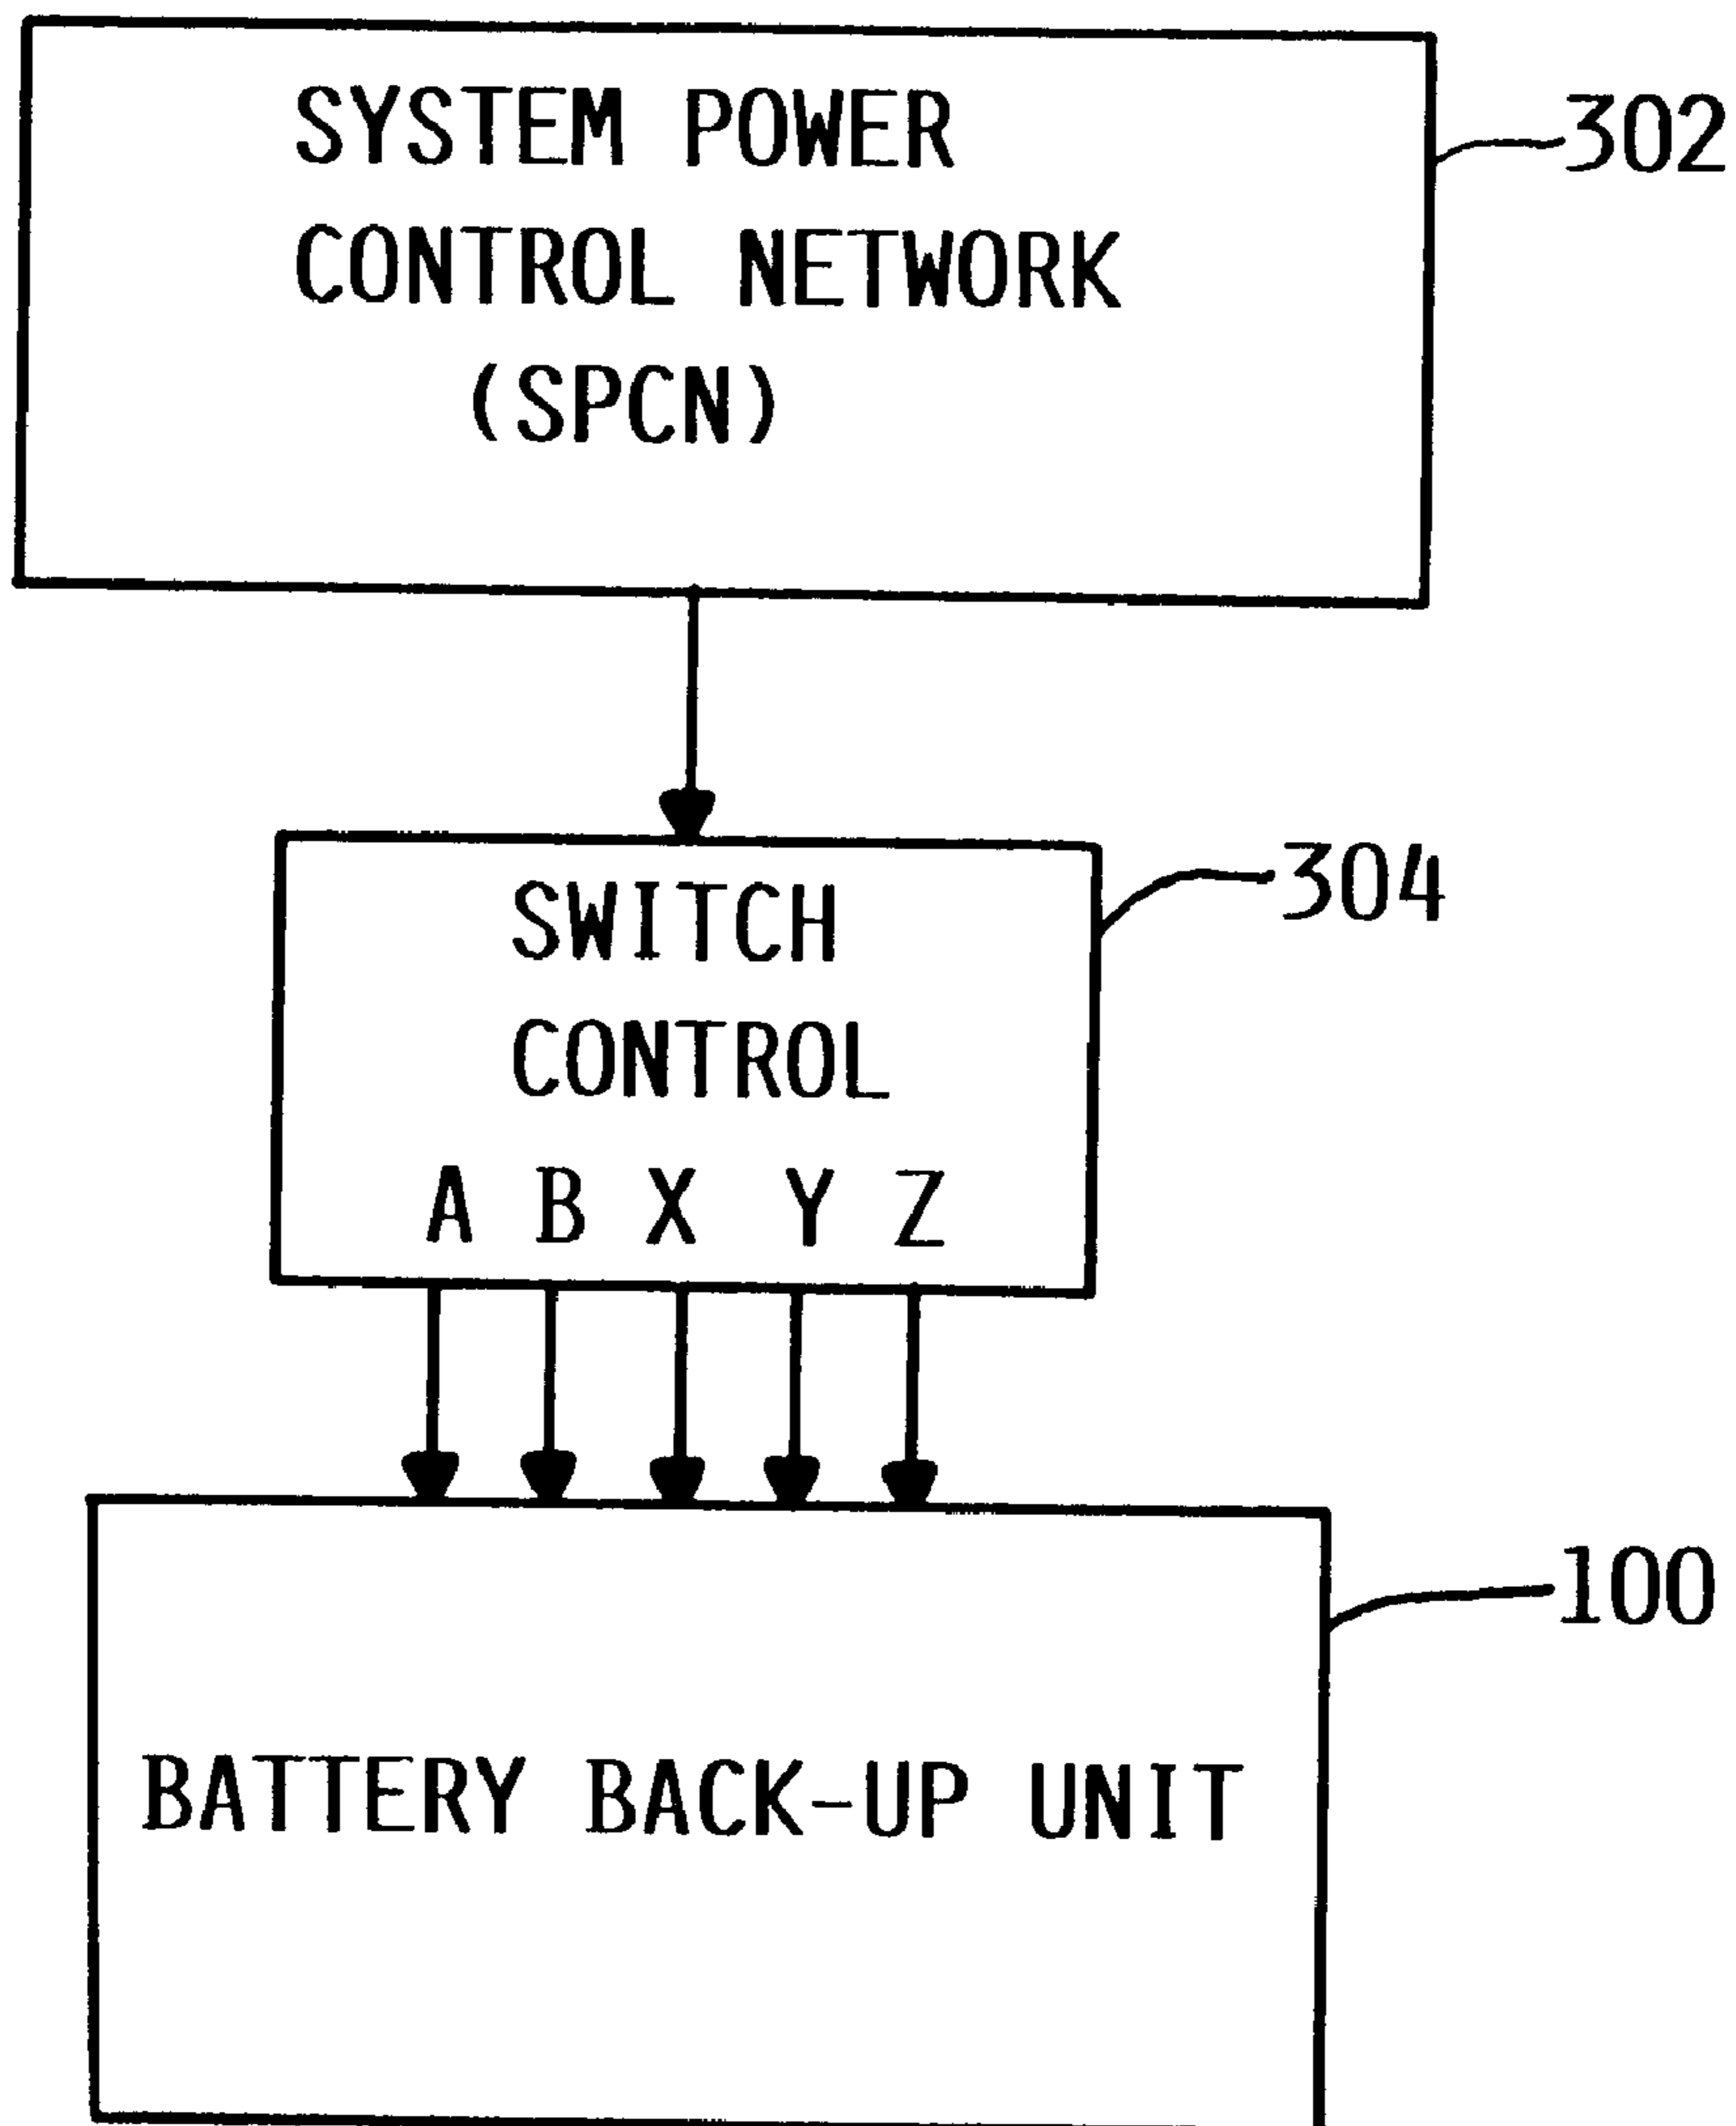 SYSTEM POWER
CONTROL NETWORK
(SPCN)
302
SWITCH
CONTROL
A B X Y Z
304
BATTERY BACK-UP UNIT
100